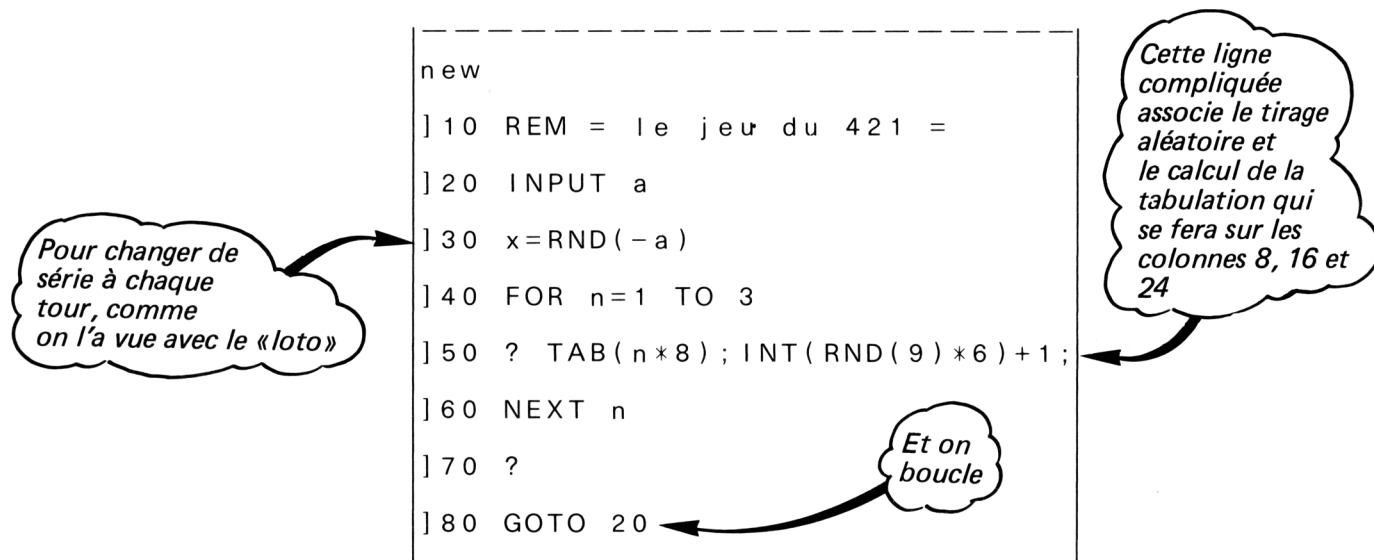 new
]10 REM = le jeu du 421 =
]20 INPUT a
]30 x=RND(-a)
]40 FOR n=1 TO 3
]50 ? TAB(n*8);INT(RND(9)*6)+1;
]60 NEXT n
]70 ?
]80 GOTO 20
Pour changer de
série à chaque
tour, comme
on l'a vue avec le «loto»
Cette ligne
compliquée
associe le tirage
aléatoire et
le calcul de la
tabulation qui
se fera sur les
colonnes 8, 16 et
24
Et on
boucle